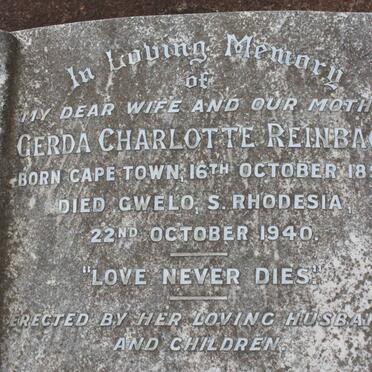 In Loving Memory
of
MY DEAR WIFE AND OUR MOTH
GERDA CHARLOTTE REINBA
BORN CAPE TOWN, 16TH OCTOBER 18
DIED GWELO, S. RHODESIA
22ND OCTOBER 1940.
"LOVE NEVER DIES"
ERECTED BY HER LOVING HUSBA
AND CHILDREN.